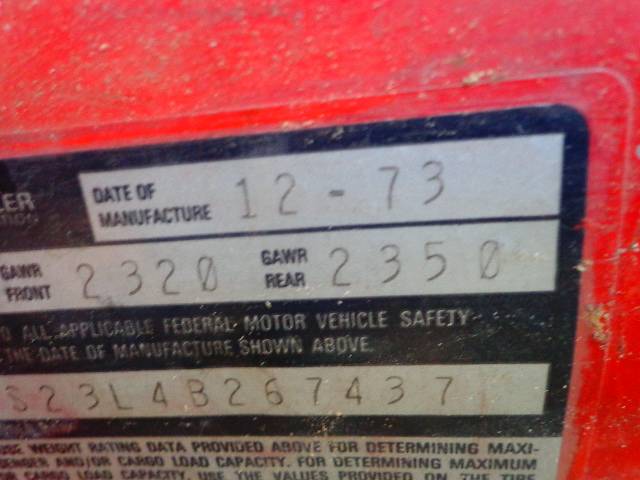 DATE OF MANUFACTURE 12-73
GAWR FRONT 2320 GAWR REAR 2350
ALL APPLICABLE FEDERAL MOTOR VEHICLE SAFETY
THE DATE OF MANUFACTURE SHOWN ABOVE.
S23L4B267437
WEIGHT RATING DATA PROVIDED ABOVE FOR DETERMINING MAXI-
AND/OR CARGO LOAD CAPACITY. FOR DETERMINING MAXIMUM
CARGO LOAD CAPACITY, USE THE VALUES PROVIDED ON THE TIRE